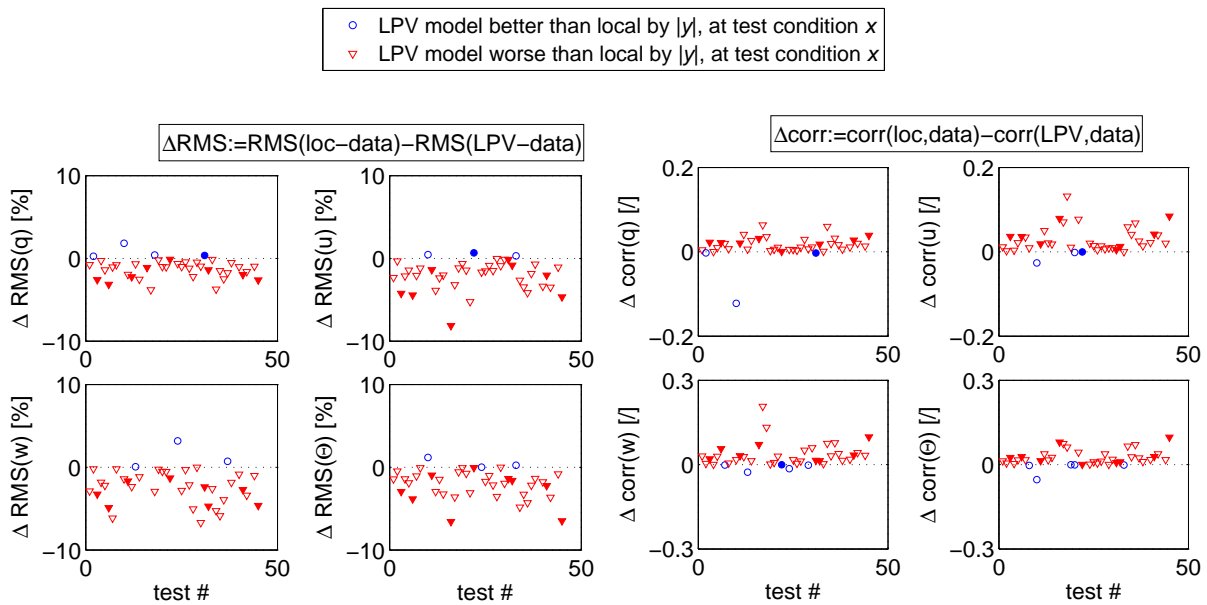 LPV model better than local by |y|, at test condition x
LPV model worse than local by |y|, at test condition x
ΔRMS:=RMS(loc−data)−RMS(LPV−data)
Δcorr:=corr(loc,data)−corr(LPV,data)
10
0
−10
0
50
Δ RMS(q) [%]
10
0
−10
0
50
Δ RMS(u) [%]
0.2
0
−0.2
0
50
Δ corr(q) [/]
0.2
0
−0.2
0
50
Δ corr(u) [/]
10
0
−10
0
50
Δ RMS(w) [%]
test #
10
0
−10
0
50
Δ RMS(Θ) [%]
test #
0.3
0
−0.3
0
50
Δ corr(w) [/]
test #
0.3
0
−0.3
0
50
Δ corr(Θ) [/]
test #